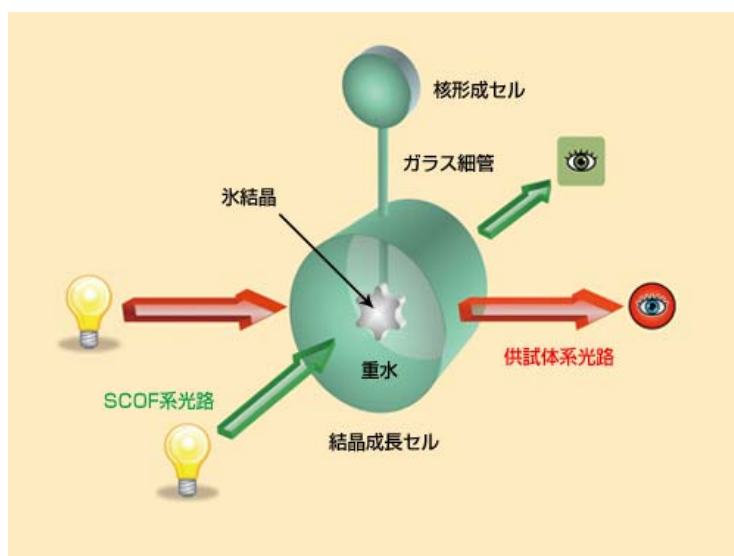 核形成セル
ガラス細管
氷結晶
供試体系光路
重水
SCOF系光路
結晶成長セル